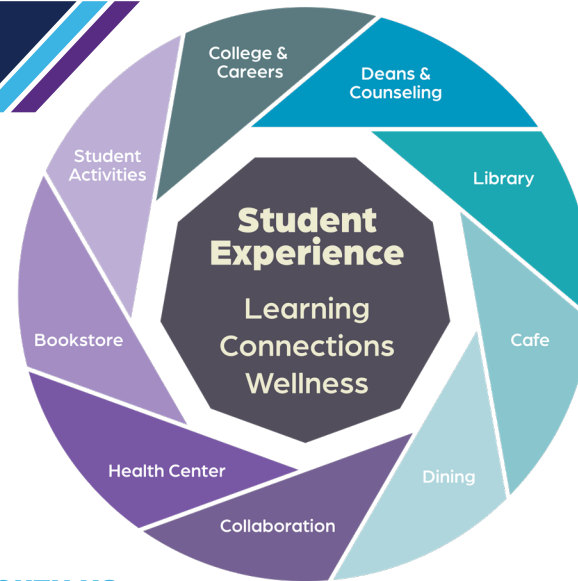 College &
Careers
Deans &
Counseling
Student
Activities
Library
Student
Experience
Learning
Connections
Wellness
Bookstore
Cafe
Health Center
Dining
Collaboration